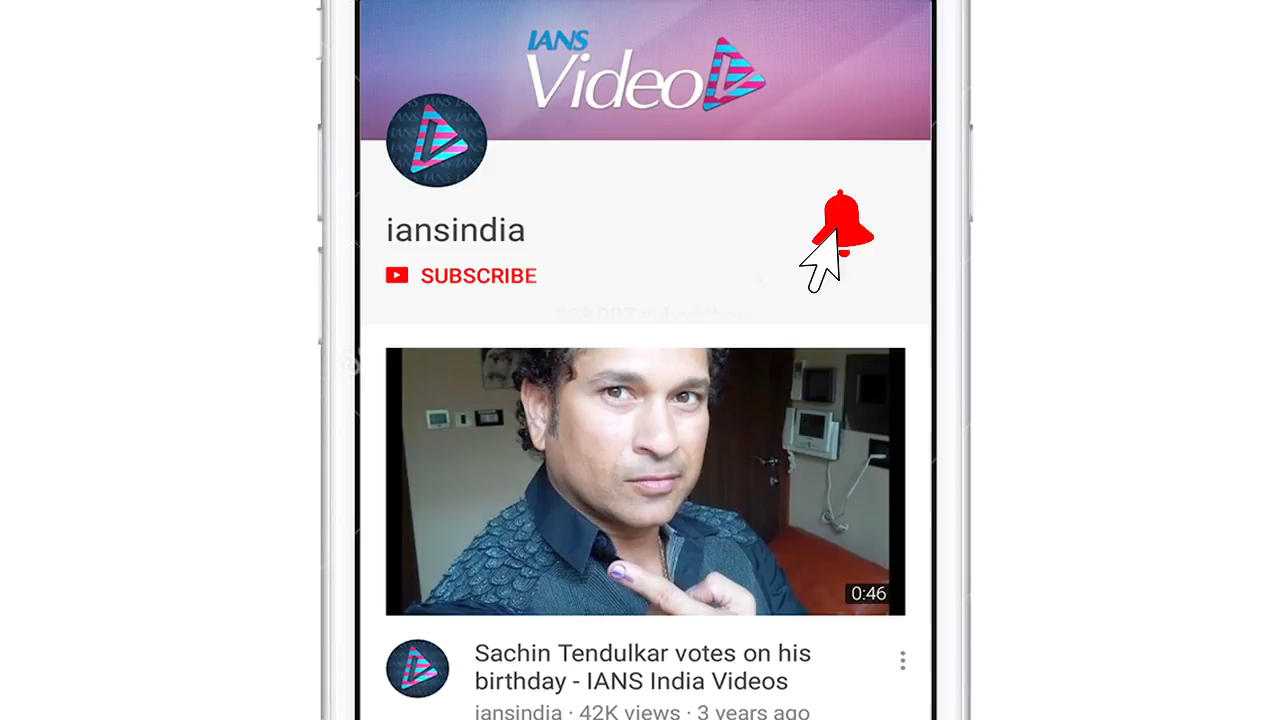 IANS
Video
iansindia
SUBSCRIBE
0:46
Sachin Tendulkar votes on his
birthday - IANS India Videos
iansindia · 42K views · 3 years ago